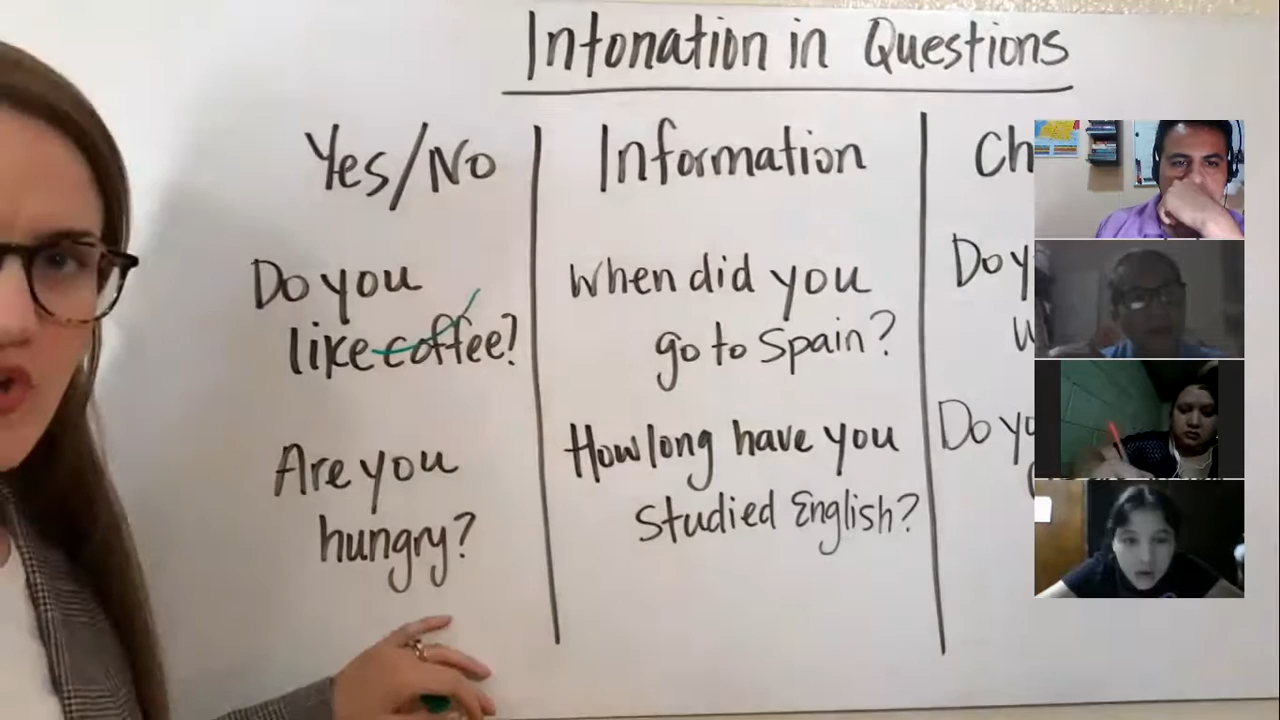 Intonation in Questions
Yes/No
Do you
like coffee?
Are you
hungry?
Information
When did you
go to Spain?
How long have you
studied English?
Ch
Do y
W
Do yo